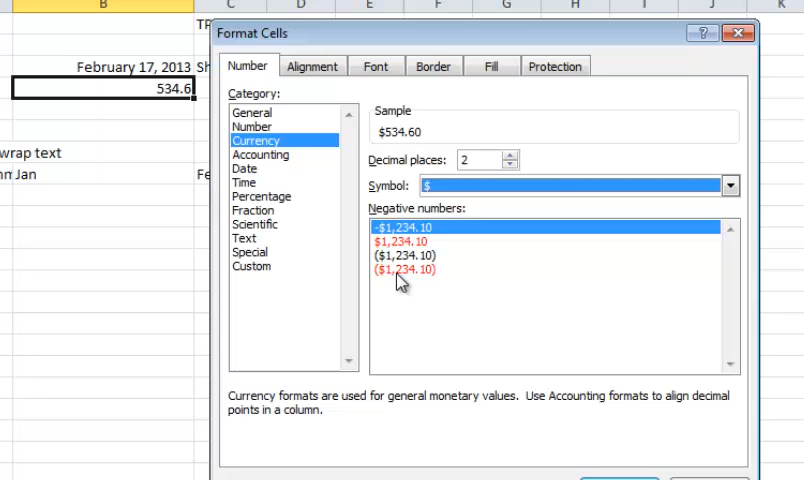 B C D E F G H I J K
TR
Format Cells
Number Alignment Font Border Fill Protection
February 17, 2013 Sh
534.6
Category:
General
Number
Currency
Accounting
Date
Time
Percentage
Fraction
Scientific
Text
Special
Custom
Sample
$534.60
Decimal places: 2
Symbol: $
Negative numbers:
-$1,234.10
$1,234.10
($1,234.10)
($1,234.10)
wrap text
Jan Fe
Currency formats are used for general monetary values. Use Accounting formats to align decimal
points in a column.